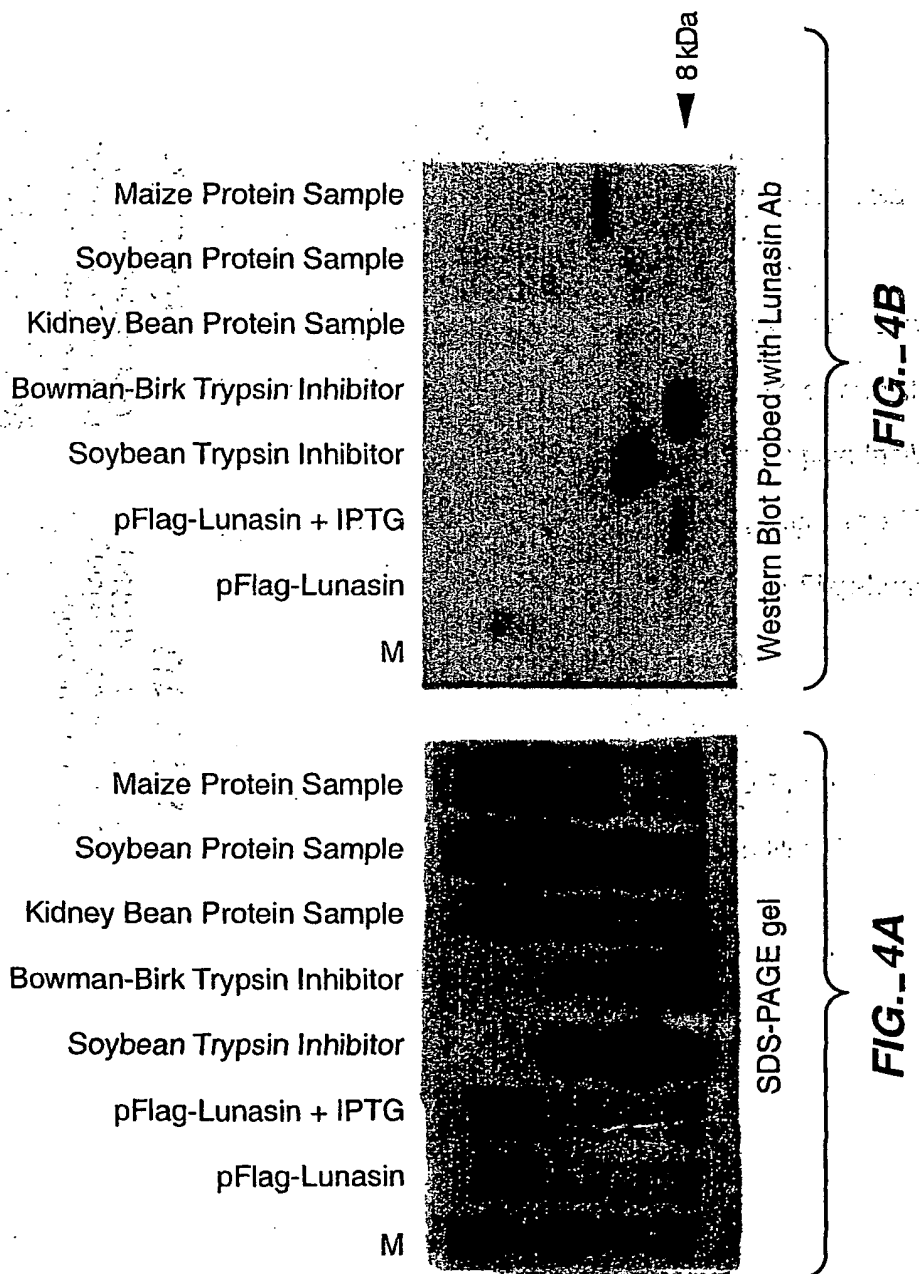 Maize Protein Sample
Soybean Protein Sample
Kidney Bean Protein Sample
Bowman-Birk Trypsin Inhibitor
Soybean Trypsin Inhibitor
pFlag-Lunasin + IPTG
pFlag-Lunasin
M
8 kDa
Western Blot Probed with Lunasin Ab
FIG._4B
Maize Protein Sample
Soybean Protein Sample
Kidney Bean Protein Sample
Bowman-Birk Trypsin Inhibitor
Soybean Trypsin Inhibitor
pFlag-Lunasin + IPTG
pFlag-Lunasin
M
SDS-PAGE gel
FIG._4A